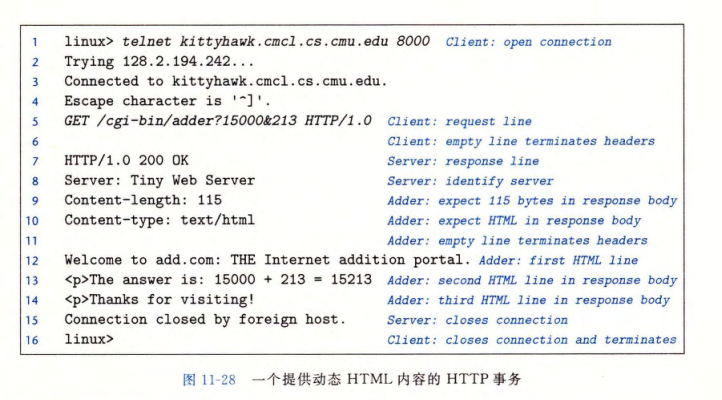 1 linux> telnet kittyhawk.cmcl.cs.cmu.edu 8000 Client: open connection
2 Trying 128.2.194.242...
3 Connected to kittyhawk.cmcl.cs.cmu.edu.
4 Escape character is '^]'.
5 GET /cgi-bin/adder?15000&213 HTTP/1.0 Client: request line
6 Client: empty line terminates headers
7 HTTP/1.0 200 OK Server: response line
8 Server: Tiny Web Server Server: identify server
9 Content-length: 115 Adder: expect 115 bytes in response body
10 Content-type: text/html Adder: expect HTML in response body
11 Adder: empty line terminates headers
12 Welcome to add.com: THE Internet addition portal. Adder: first HTML line
13 <p>The answer is: 15000 + 213 = 15213 Adder: second HTML line in response body
14 <p>Thanks for visiting! Adder: third HTML line in response body
15 Connection closed by foreign host. Server: closes connection
16 linux> Client: closes connection and terminates
图 11-28 一个提供动态 HTML 内容的 HTTP 事务